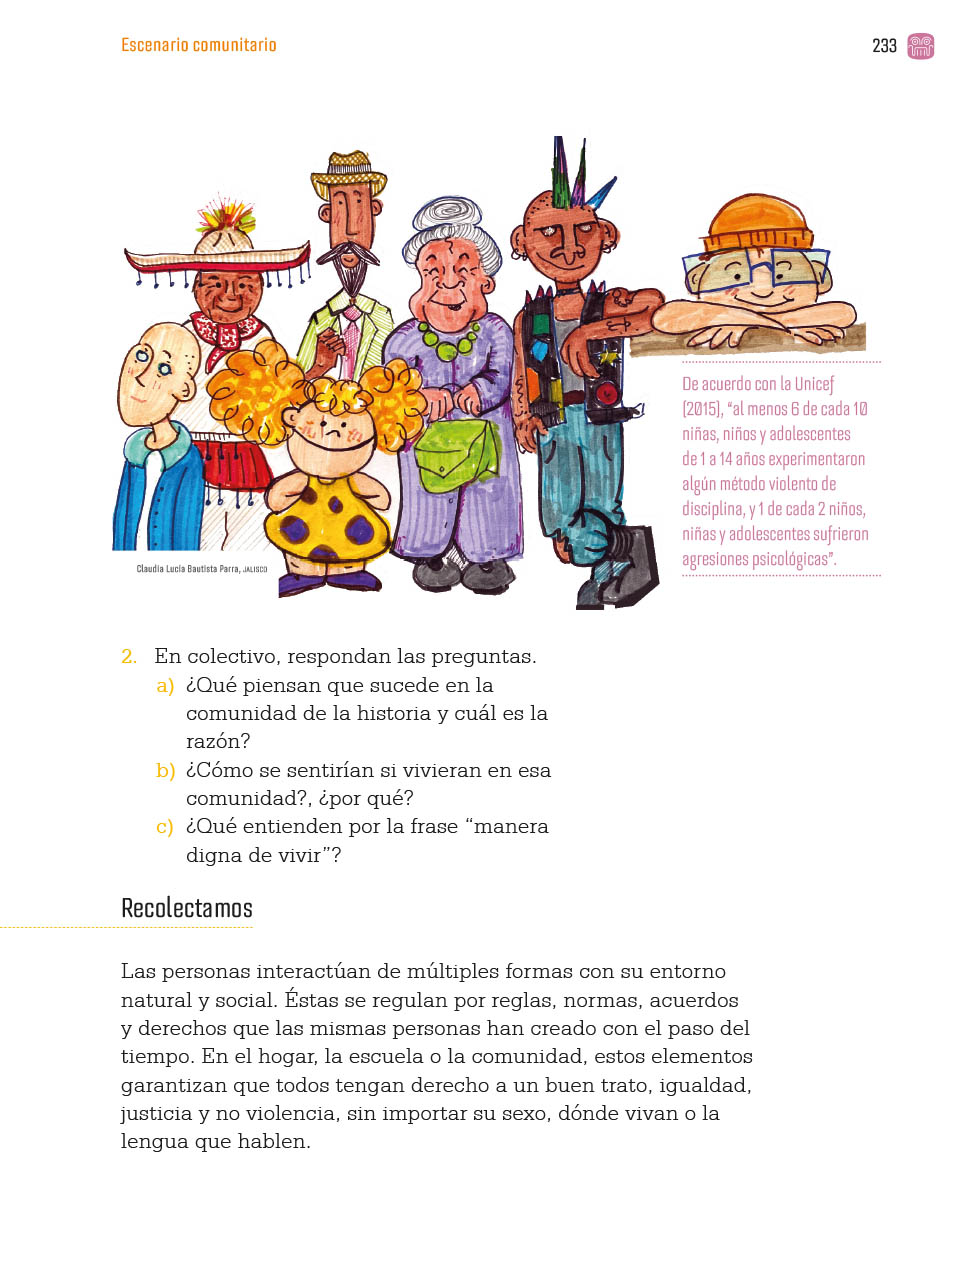 Escenario comunitario
233
De acuerdo con la Unicef
(2015), “al menos 6 de cada 10
niñas, niños y adolescentes
de 1 a 14 años experimentaron
algún método violento de
disciplina, y 1 de cada 2 niños,
niñas y adolescentes sufrieron
agresiones psicológicas”.
Claudia Lucía Bautista Parra, JALISCO
2. En colectivo, respondan las preguntas.
a) ¿Qué piensan que sucede en la
comunidad de la historia y cuál es la
razón?
b) ¿Cómo se sentirían si vivieran en esa
comunidad?, ¿por qué?
c) ¿Qué entienden por la frase “manera
digna de vivir”?
Recolectamos
Las personas interactúan de múltiples formas con su entorno
natural y social. Éstas se regulan por reglas, normas, acuerdos
y derechos que las mismas personas han creado con el paso del
tiempo. En el hogar, la escuela o la comunidad, estos elementos
garantizan que todos tengan derecho a un buen trato, igualdad,
justicia y no violencia, sin importar su sexo, dónde vivan o la
lengua que hablen.